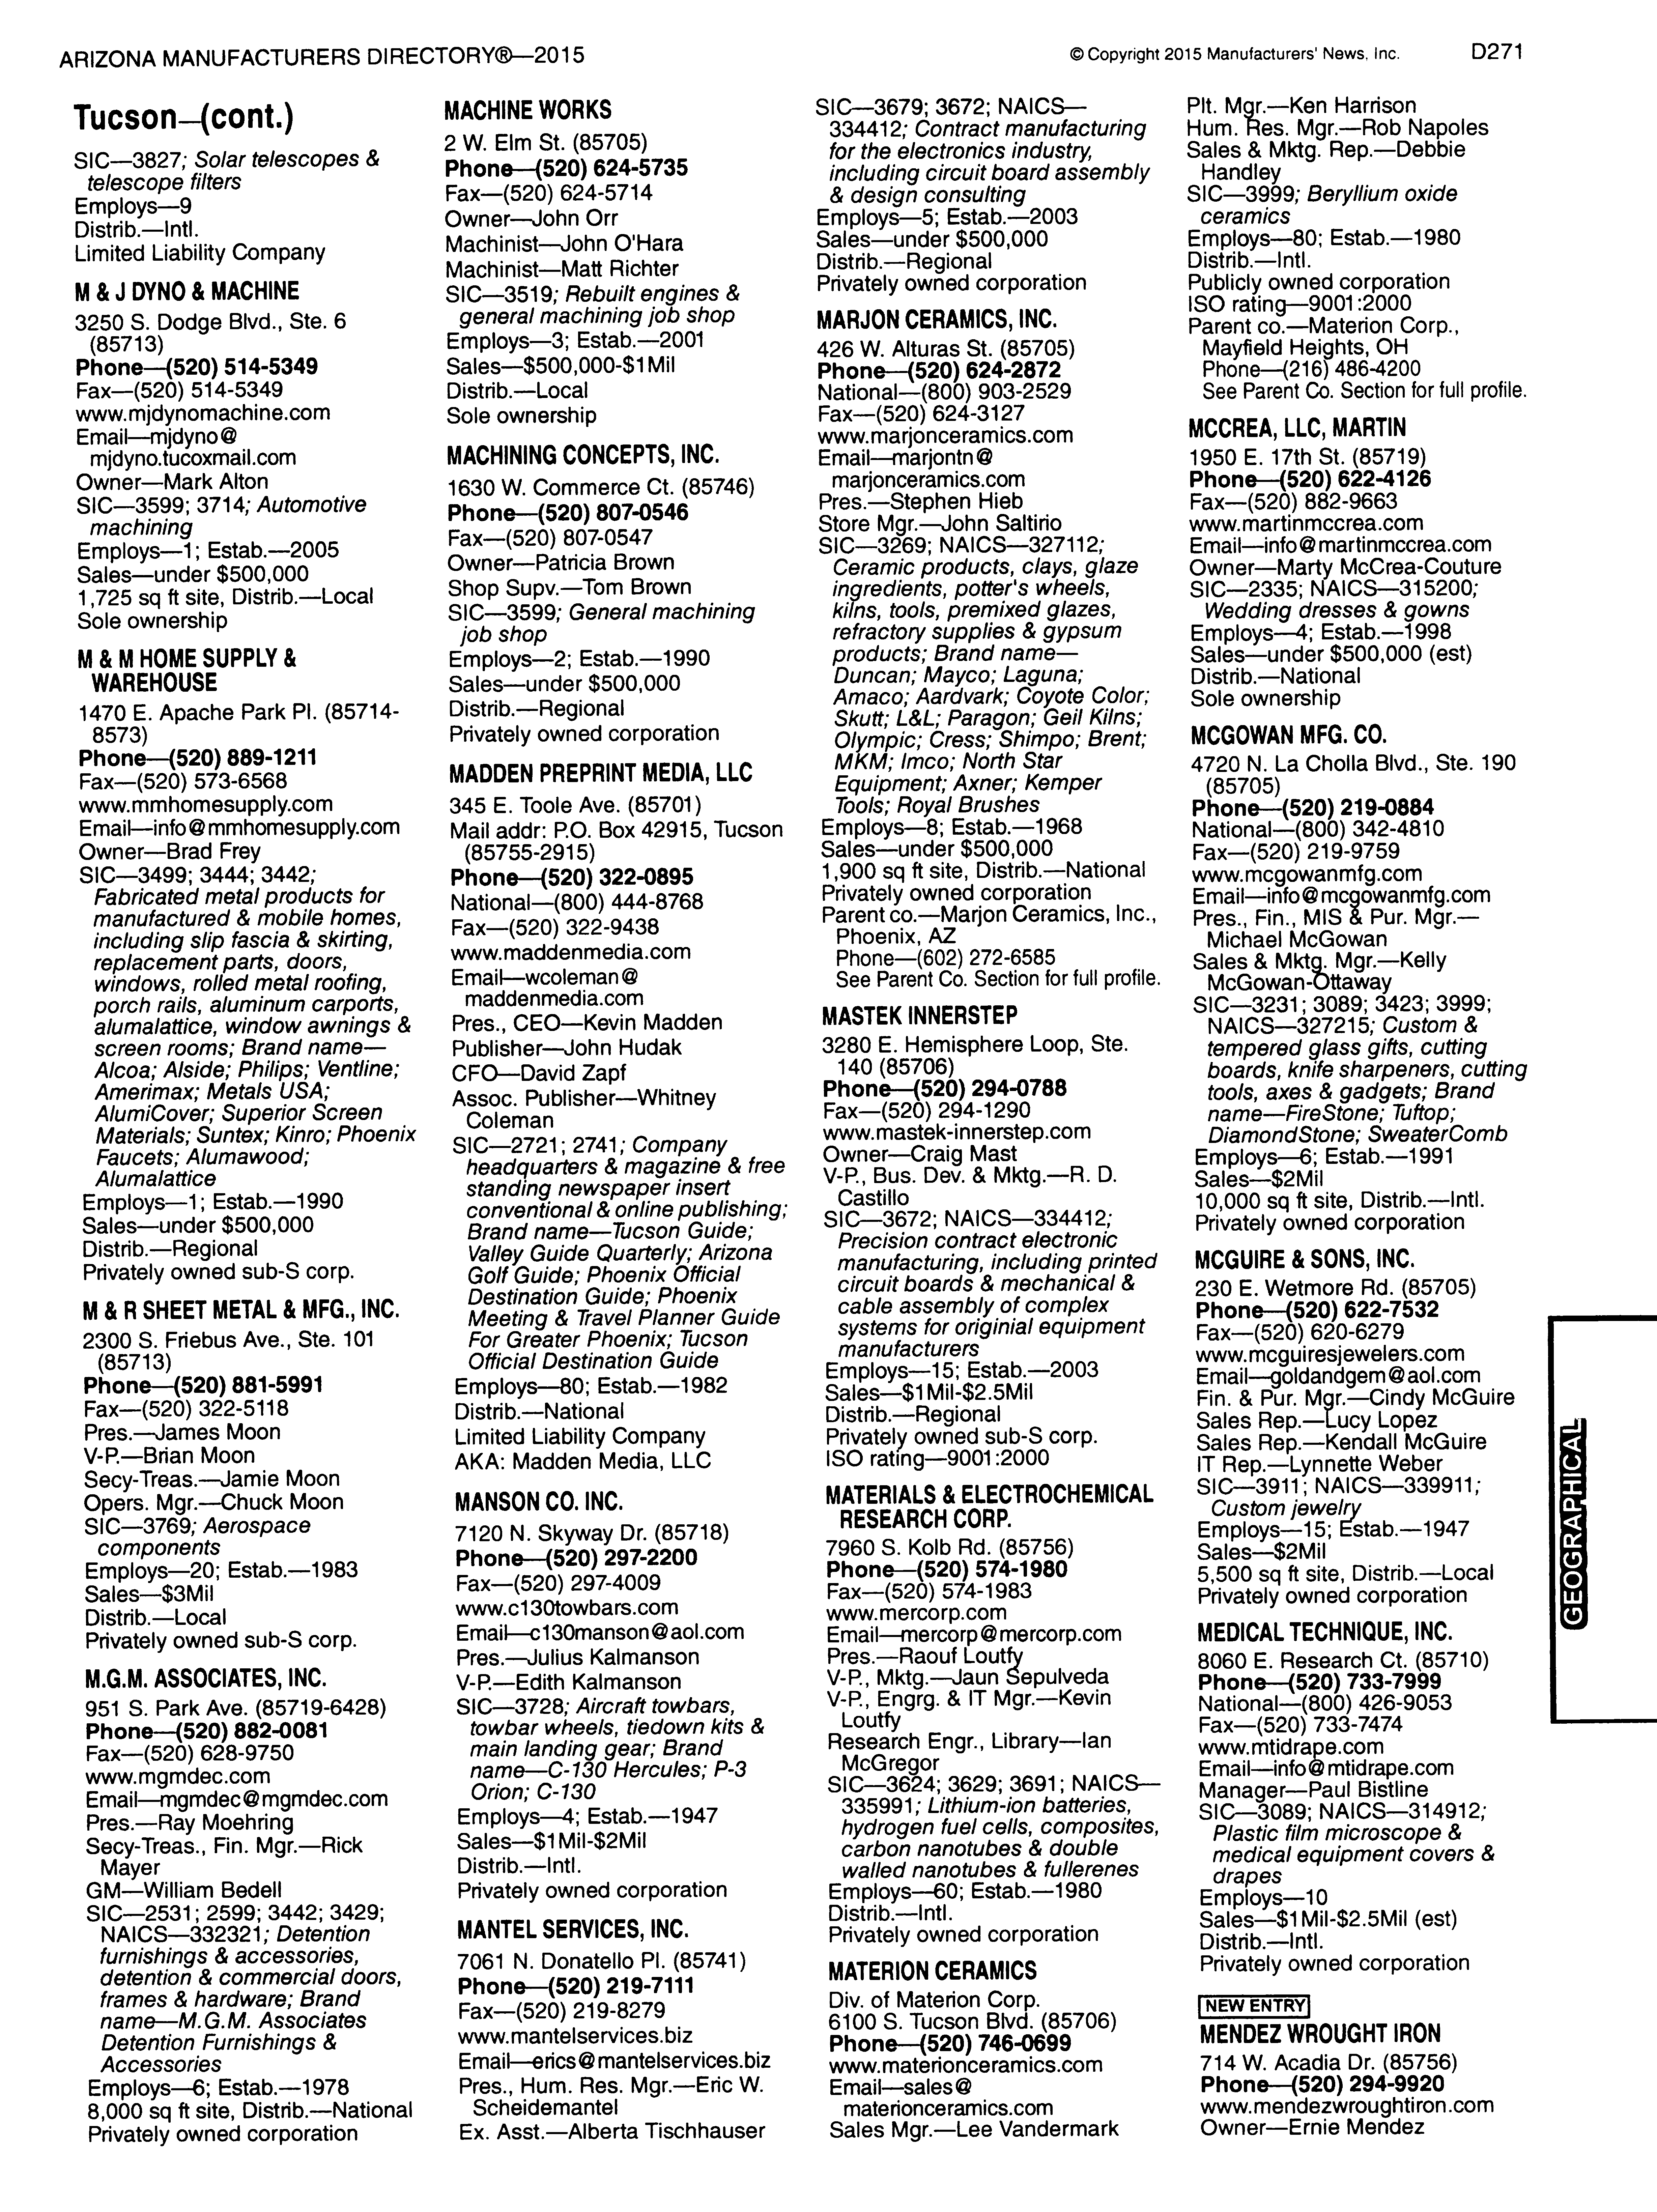 ARIZONA MANUFACTURERS DIRECTORY®—2015
© Copyright 2015 Manufacturers' News, Inc.
D271
Tucson—(cont.)
SIC—3827; Solar telescopes &
telescope filters
Employs—9
Distrib.—Intl.
Limited Liability Company
M & J DYNO & MACHINE
3250 S. Dodge Blvd., Ste. 6
(85713)
Phone—(520) 514-5349
Fax—(520) 514-5349
www.mjdynomachine.com
Email—mjdyno@
mjdyno.tucoxmail.com
Owner—Mark Alton
SIC—3599; 3714; Automotive
machining
Employs—1; Estab.—2005
Sales—under $500,000
1,725 sq ft site, Distrib.—Local
Sole ownership
M & M HOME SUPPLY &
WAREHOUSE
1470 E. Apache Park Pl. (85714-
8573)
Phone—(520) 889-1211
Fax—(520) 573-6568
www.mmhomesupply.com
Email—info@mmhomesupply.com
Owner—Brad Frey
SIC—3499; 3444; 3442;
Fabricated metal products for
manufactured & mobile homes,
including slip fascia & skirting,
replacement parts, doors,
windows, rolled metal roofing,
porch rails, aluminum carports,
alumalattice, window awnings &
screen rooms; Brand name—
Alcoa; Alside; Philips; Ventline;
Amerimax; Metals USA;
AlumiCover; Superior Screen
Materials; Suntex; Kinro; Phoenix
Faucets; Alumawood;
Alumalattice
Employs—1; Estab.—1990
Sales—under $500,000
Distrib.—Regional
Privately owned sub-S corp.
M & R SHEET METAL & MFG., INC.
2300 S. Friebus Ave., Ste. 101
(85713)
Phone—(520) 881-5991
Fax—(520) 322-5118
Pres.—James Moon
V-P.—Brian Moon
Secy-Treas.—Jamie Moon
Opers. Mgr.—Chuck Moon
SIC—3769; Aerospace
components
Employs—20; Estab.—1983
Sales—$3Mil
Distrib.—Local
Privately owned sub-S corp.
M.G.M. ASSOCIATES, INC.
951 S. Park Ave. (85719-6428)
Phone—(520) 882-0081
Fax—(520) 628-9750
www.mgmdec.com
Email—mgmdec@mgmdec.com
Pres.—Ray Moehring
Secy-Treas., Fin. Mgr.—Rick
Mayer
GM—William Bedell
SIC—2531; 2599; 3442; 3429;
NAICS—332321; Detention
furnishings & accessories,
detention & commercial doors,
frames & hardware; Brand
name—M.G.M. Associates
Detention Furnishings &
Accessories
Employs—6; Estab.—1978
8,000 sq ft site, Distrib.—National
Privately owned corporation
MACHINE WORKS
2 W. Elm St. (85705)
Phone—(520) 624-5735
Fax—(520) 624-5714
Owner—John Orr
Machinist—John O'Hara
Machinist—Matt Richter
SIC—3519; Rebuilt engines &
general machining job shop
Employs—3; Estab.—2001
Sales—$500,000-$1Mil
Distrib.—Local
Sole ownership
MACHINING CONCEPTS, INC.
1630 W. Commerce Ct. (85746)
Phone—(520) 807-0546
Fax—(520) 807-0547
Owner—Patricia Brown
Shop Supv.—Tom Brown
SIC—3599; General machining
job shop
Employs—2; Estab.—1990
Sales—under $500,000
Distrib.—Regional
Privately owned corporation
MADDEN PREPRINT MEDIA, LLC
345 E. Toole Ave. (85701)
Mail addr: P.O. Box 42915, Tucson
(85755-2915)
Phone—(520) 322-0895
National—(800) 444-8768
Fax—(520) 322-9438
www.maddenmedia.com
Email—wcoleman@
maddenmedia.com
Pres., CEO—Kevin Madden
Publisher—John Hudak
CFO—David Zapf
Assoc. Publisher—Whitney
Coleman
SIC—2721; 2741; Company
headquarters & magazine & free
standing newspaper insert
conventional & online publishing;
Brand name—Tucson Guide;
Valley Guide Quarterly; Arizona
Golf Guide; Phoenix Official
Destination Guide; Phoenix
Meeting & Travel Planner Guide
For Greater Phoenix; Tucson
Official Destination Guide
Employs—80; Estab.—1982
Distrib.—National
Limited Liability Company
AKA: Madden Media, LLC
MANSON CO. INC.
7120 N. Skyway Dr. (85718)
Phone—(520) 297-2200
Fax—(520) 297-4009
www.c130towbars.com
Email—c130manson@aol.com
Pres.—Julius Kalmanson
V-P.—Edith Kalmanson
SIC—3728; Aircraft towbars,
towbar wheels, tiedown kits &
main landing gear; Brand
name—C-130 Hercules; P-3
Orion; C-130
Employs—4; Estab.—1947
Sales—$1Mil-$2Mil
Distrib.—Intl.
Privately owned corporation
MANTEL SERVICES, INC.
7061 N. Donatello Pl. (85741)
Phone—(520) 219-7111
Fax—(520) 219-8279
www.mantelservices.biz
Email—erics@mantelservices.biz
Pres., Hum. Res. Mgr.—Eric W.
Scheidemantel
Ex. Asst.—Alberta Tischhauser
SIC—3679; 3672; NAICS—
334412; Contract manufacturing
for the electronics industry,
including circuit board assembly
& design consulting
Employs—5; Estab.—2003
Sales—under $500,000
Distrib.—Regional
Privately owned corporation
MARJON CERAMICS, INC.
426 W. Alturas St. (85705)
Phone—(520) 624-2872
National—(800) 903-2529
Fax—(520) 624-3127
www.marjonceramics.com
Email—marjontn@
marjonceramics.com
Pres.—Stephen Hieb
Store Mgr.—John Saltirio
SIC—3269; NAICS—327112;
Ceramic products, clays, glaze
ingredients, potter's wheels,
kilns, tools, premixed glazes,
refractory supplies & gypsum
products; Brand name—
Duncan; Mayco; Laguna;
Amaco; Aardvark; Coyote Color;
Skutt; L&L; Paragon; Geil Kilns;
Olympic; Cress; Shimpo; Brent;
MKM; Imco; North Star
Equipment; Axner; Kemper
Tools; Royal Brushes
Employs—8; Estab.—1968
Sales—under $500,000
1,900 sq ft site, Distrib.—National
Privately owned corporation
Parent co.—Marjon Ceramics, Inc.,
Phoenix, AZ
Phone—(602) 272-6585
See Parent Co. Section for full profile.
MASTEK INNERSTEP
3280 E. Hemisphere Loop, Ste.
140 (85706)
Phone—(520) 294-0788
Fax—(520) 294-1290
www.mastek-innerstep.com
Owner—Craig Mast
V-P., Bus. Dev. & Mktg.—R. D.
Castillo
SIC—3672; NAICS—334412;
Precision contract electronic
manufacturing, including printed
circuit boards & mechanical &
cable assembly of complex
systems for originial equipment
manufacturers
Employs—15; Estab.—2003
Sales—$1Mil-$2.5Mil
Distrib.—Regional
Privately owned sub-S corp.
ISO rating—9001:2000
MATERIALS & ELECTROCHEMICAL
RESEARCH CORP.
7960 S. Kolb Rd. (85756)
Phone—(520) 574-1980
Fax—(520) 574-1983
www.mercorp.com
Email—mercorp@mercorp.com
Pres.—Raouf Loutfy
V-P., Mktg.—Jaun Sepulveda
V-P., Engrg. & IT Mgr.—Kevin
Loutfy
Research Engr., Library—Ian
McGregor
SIC—3624; 3629; 3691; NAICS—
335991; Lithium-ion batteries,
hydrogen fuel cells, composites,
carbon nanotubes & double
walled nanotubes & fullerenes
Employs—60; Estab.—1980
Distrib.—Intl.
Privately owned corporation
MATERION CERAMICS
Div. of Materion Corp.
6100 S. Tucson Blvd. (85706)
Phone—(520) 746-0699
www.materionceramics.com
Email—sales@
materionceramics.com
Sales Mgr.—Lee Vandermark
Plt. Mgr.—Ken Harrison
Hum. Res. Mgr.—Rob Napoles
Sales & Mktg. Rep.—Debbie
Handley
SIC—3999; Beryllium oxide
ceramics
Employs—80; Estab.—1980
Distrib.—Intl.
Publicly owned corporation
ISO rating—9001:2000
Parent co.—Materion Corp.,
Mayfield Heights, OH
Phone—(216) 486-4200
See Parent Co. Section for full profile.
MCCREA, LLC, MARTIN
1950 E. 17th St. (85719)
Phone—(520) 622-4126
Fax—(520) 882-9663
www.martinmccrea.com
Email—info@martinmccrea.com
Owner—Marty McCrea-Couture
SIC—2335; NAICS—315200;
Wedding dresses & gowns
Employs—4; Estab.—1998
Sales—under $500,000 (est)
Distrib.—National
Sole ownership
MCGOWAN MFG. CO.
4720 N. La Cholla Blvd., Ste. 190
(85705)
Phone—(520) 219-0884
National—(800) 342-4810
Fax—(520) 219-9759
www.mcgowanmfg.com
Email—info@mcgowanmfg.com
Pres., Fin., MIS & Pur. Mgr.—
Michael McGowan
Sales & Mktg. Mgr.—Kelly
McGowan-Ottaway
SIC—3231; 3089; 3423; 3999;
NAICS—327215; Custom &
tempered glass gifts, cutting
boards, knife sharpeners, cutting
tools, axes & gadgets; Brand
name—FireStone; Tuftop;
DiamondStone; SweaterComb
Employs—6; Estab.—1991
Sales—$2Mil
10,000 sq ft site, Distrib.—Intl.
Privately owned corporation
MCGUIRE & SONS, INC.
230 E. Wetmore Rd. (85705)
Phone—(520) 622-7532
Fax—(520) 620-6279
www.mcguiresjewelers.com
Email—goldandgem@aol.com
Fin. & Pur. Mgr.—Cindy McGuire
Sales Rep.—Lucy Lopez
Sales Rep.—Kendall McGuire
IT Rep.—Lynnette Weber
SIC—3911; NAICS—339911;
Custom jewelry
Employs—15; Estab.—1947
Sales—$2Mil
5,500 sq ft site, Distrib.—Local
Privately owned corporation
MEDICAL TECHNIQUE, INC.
8060 E. Research Ct. (85710)
Phone—(520) 733-7999
National—(800) 426-9053
Fax—(520) 733-7474
www.mtidrape.com
Email—info@mtidrape.com
Manager—Paul Bistline
SIC—3089; NAICS—314912;
Plastic film microscope &
medical equipment covers &
drapes
Employs—10
Sales—$1Mil-$2.5Mil (est)
Distrib.—Intl.
Privately owned corporation
NEW ENTRY
MENDEZ WROUGHT IRON
714 W. Acadia Dr. (85756)
Phone—(520) 294-9920
www.mendezwroughtiron.com
Owner—Ernie Mendez
GEOGRAPHICAL